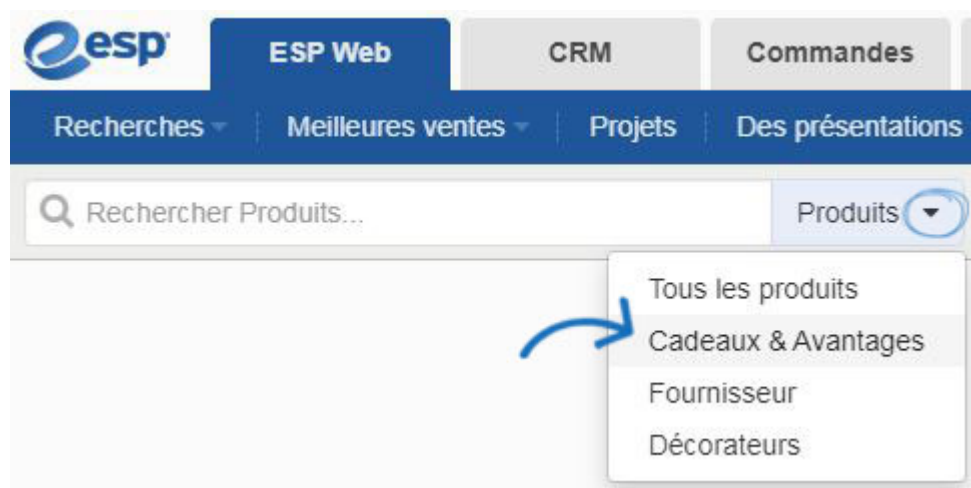 esp ESP Web CRM Commandes
Recherches Meilleures ventes Projets Des présentations
Rechercher Produits... Produits
Tous les produits
Cadeaux & Avantages
Fournisseur
Décorateurs